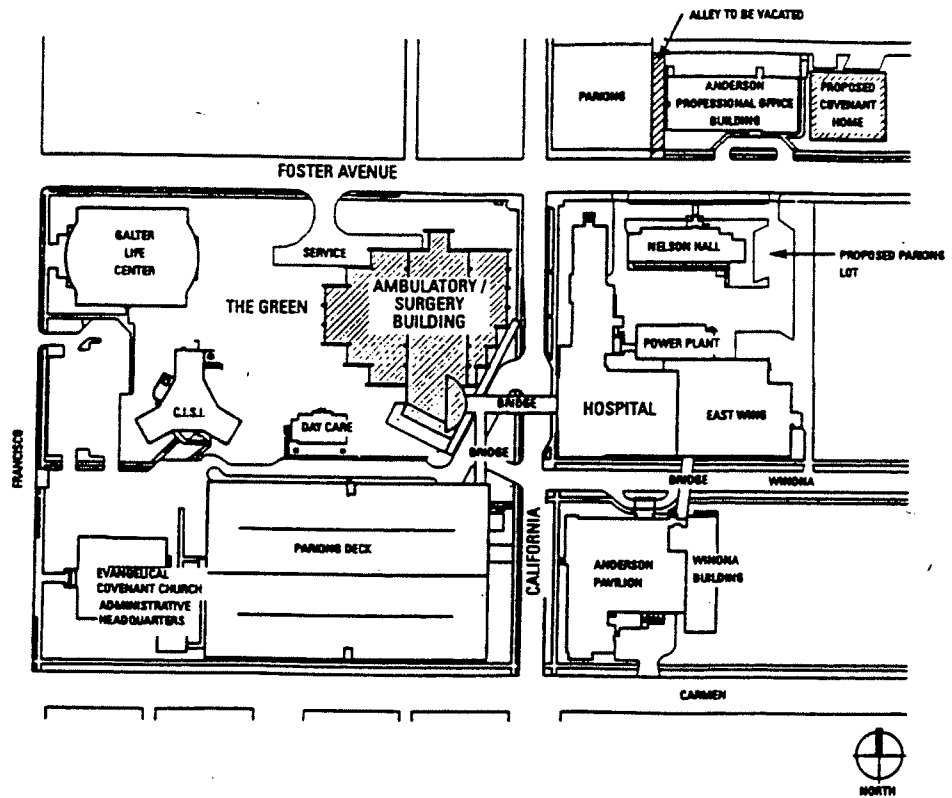 ALLEY TO BE VACATED
PARKING
ANDERSON
PROFESSIONAL OFFICE
BUILDING
PROPOSED
COVENANT
HOME
FOSTER AVENUE
GALTER
LIFE
CENTER
SERVICE
THE GREEN
AMBULATORY /
SURGERY
BUILDING
NELSON HALL
PROPOSED PARKING
LOT
POWER PLANT
C.I.S.I.
DAY CARE
BRIDGE
HOSPITAL
EAST WING
BRIDGE
FRANCISCO
BRIDGE
WINONA
PARKING DECK
CALIFORNIA
ANDERSON
PAVILION
WINONA
BUILDING
EVANGELICAL
COVENANT CHURCH
ADMINISTRATIVE
HEADQUARTERS
CARMEN
NORTH